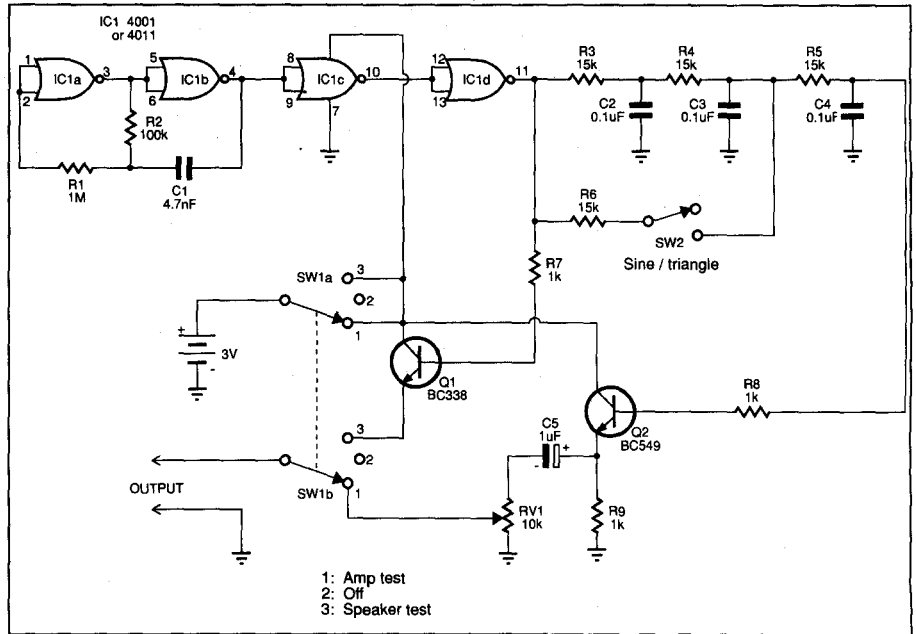 IC1 4001
or 4011
1
2
IC1a
3
5
6
IC1b
4
8
9
IC1c
10
7
12
13
IC1d
11
R3
15k
R4
15k
R5
15k
C2
0.1uF
C3
0.1uF
C4
0.1uF
R2
100k
R1
1M
C1
4.7nF
R6
15k
SW2
Sine / triangle
R7
1k
SW1a
3
2
1
+
3V
-
Q1
BC338
R8
1k
Q2
BC549
C5
1uF
+
-
3
2
1
SW1b
OUTPUT
RV1
10k
R9
1k
1: Amp test
2: Off
3: Speaker test